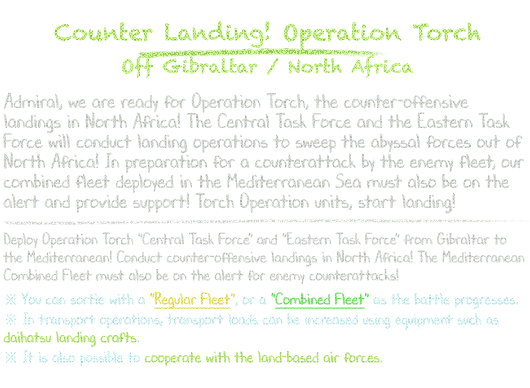 Counter Landing! Operation Torch
Off Gibraltar / North Africa
Admiral, we are ready for Operation Torch, the counter-offensive
landings in North Africa! The Central Task Force and the Eastern Task
Force will conduct landing operations to sweep the abyssal forces out of
North Africa! In preparation for a counterattack by the enemy fleet, our
combined fleet deployed in the Mediterranean Sea must also be on the
alert and provide support! Torch Operation units, start landing!
Deploy Operation Torch "Central Task Force" and "Eastern Task Force" from Gibraltar to
the Mediterranean! Conduct counter-offensive landings in North Africa! The Mediterranean
Combined Fleet must also be on the alert for enemy counterattacks!
※ You can sortie with a "Regular Fleet", or a "Combined Fleet" as the battle progresses.
※ In transport operations, transport loads can be increased using equipment such as
daihatsu landing crafts.
※ It is also possible to cooperate with the land-based air forces.